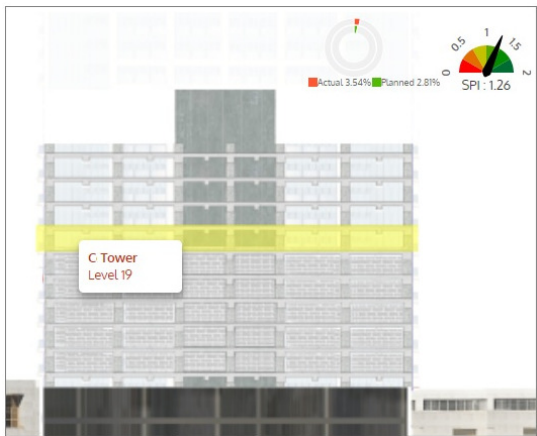 Actual 3.54% Planned 2.81%
0 0.5 1 1.5 2
SPI : 1.26
C Tower
Level 19